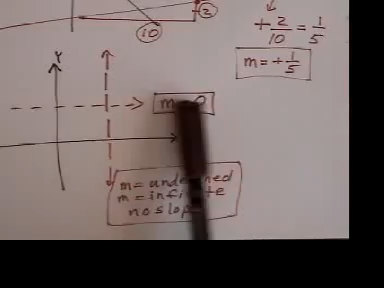 +2
10
+ 2/10 = 1/5
m = + 1/5
Y
m = 0
m = undefined
m = infinite
no slope